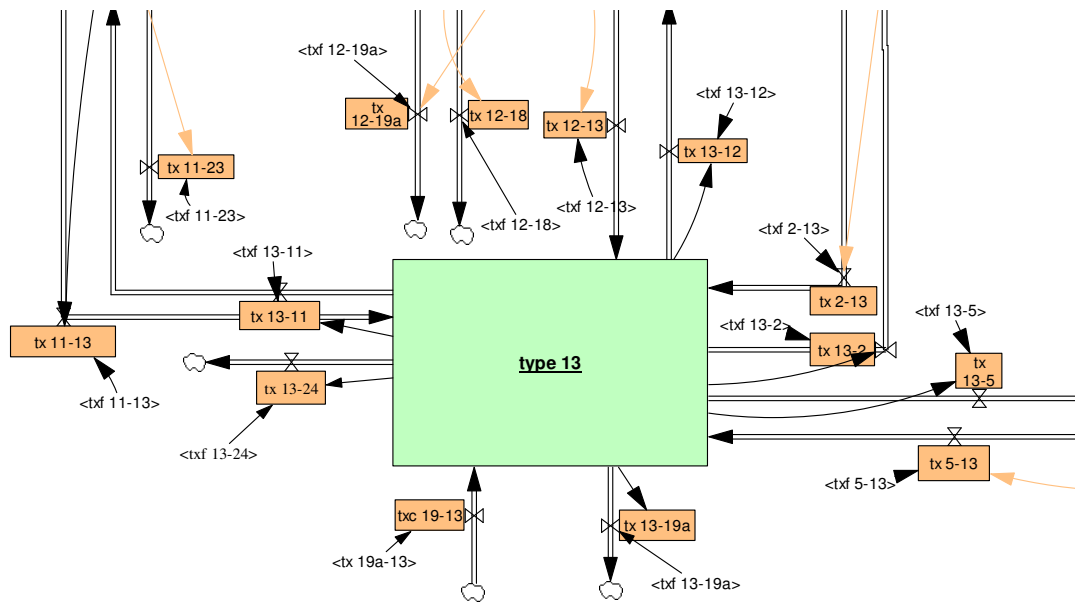 <txf 12-19a>
<txf 13-12>
tx
12-19a
tx 12-18
tx 12-13
tx 13-12
tx 11-23
<txf 11-23>
<txf 12-18>
<txf 12-13>
<txf 2-13>
<txf 13-11>
tx 2-13
tx 13-11
<txf 13-5>
<txf 13-2>
tx 11-13
tx 13-2
type 13
tx
13-5
tx 13-24
<txf 11-13>
<txf 13-24>
tx 5-13
<txf 5-13>
txc 19-13
tx 13-19a
<tx 19a-13>
<txf 13-19a>